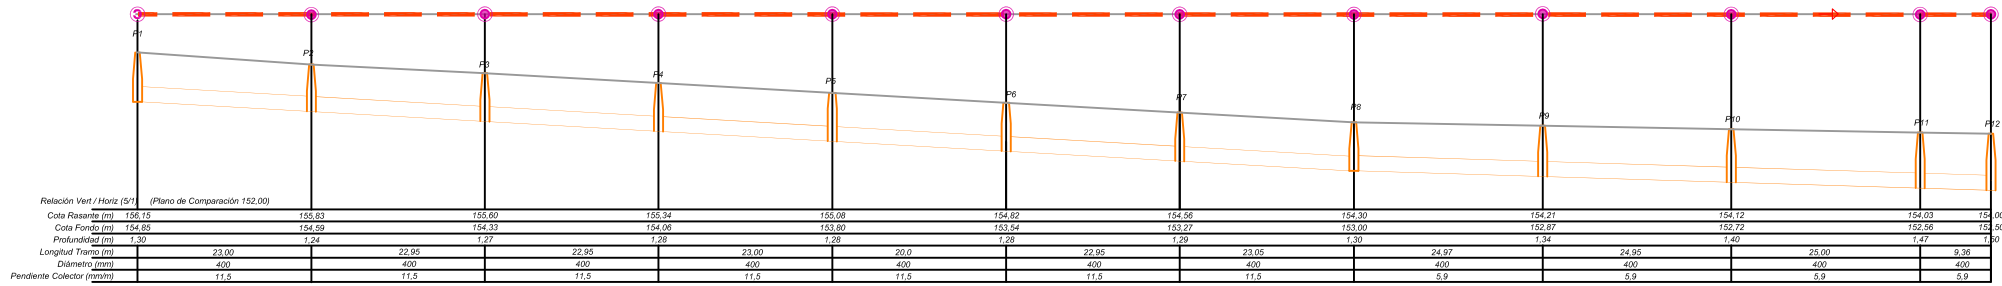 3
P1
P2
P3
P4
P5
P6
P7
P8
P9
P10
P11
P12
Relación Vert / Horiz (5/1) (Plano de Comparación 152,00)
Cota Rasante (m) 156,15 155,83 155,60 155,34 155,08 154,82 154,56 154,30 154,21 154,12 154,03 154,00
Cota Fondo (m) 154,85 154,59 154,33 154,06 153,80 153,54 153,27 153,00 152,87 152,72 152,56 152,50
Profundidad (m) 1,30 1,24 1,27 1,28 1,28 1,28 1,29 1,30 1,34 1,40 1,47 1,50
Longitud Tramo (m) 23,00 22,95 22,95 23,00 20,0 22,95 23,05 24,97 24,95 25,00 9,36
Diámetro (mm) 400 400 400 400 400 400 400 400 400 400 400
Pendiente Colector (mm/m) 11,5 11,5 11,5 11,5 11,5 11,5 11,5 5,9 5,9 5,9 5,9